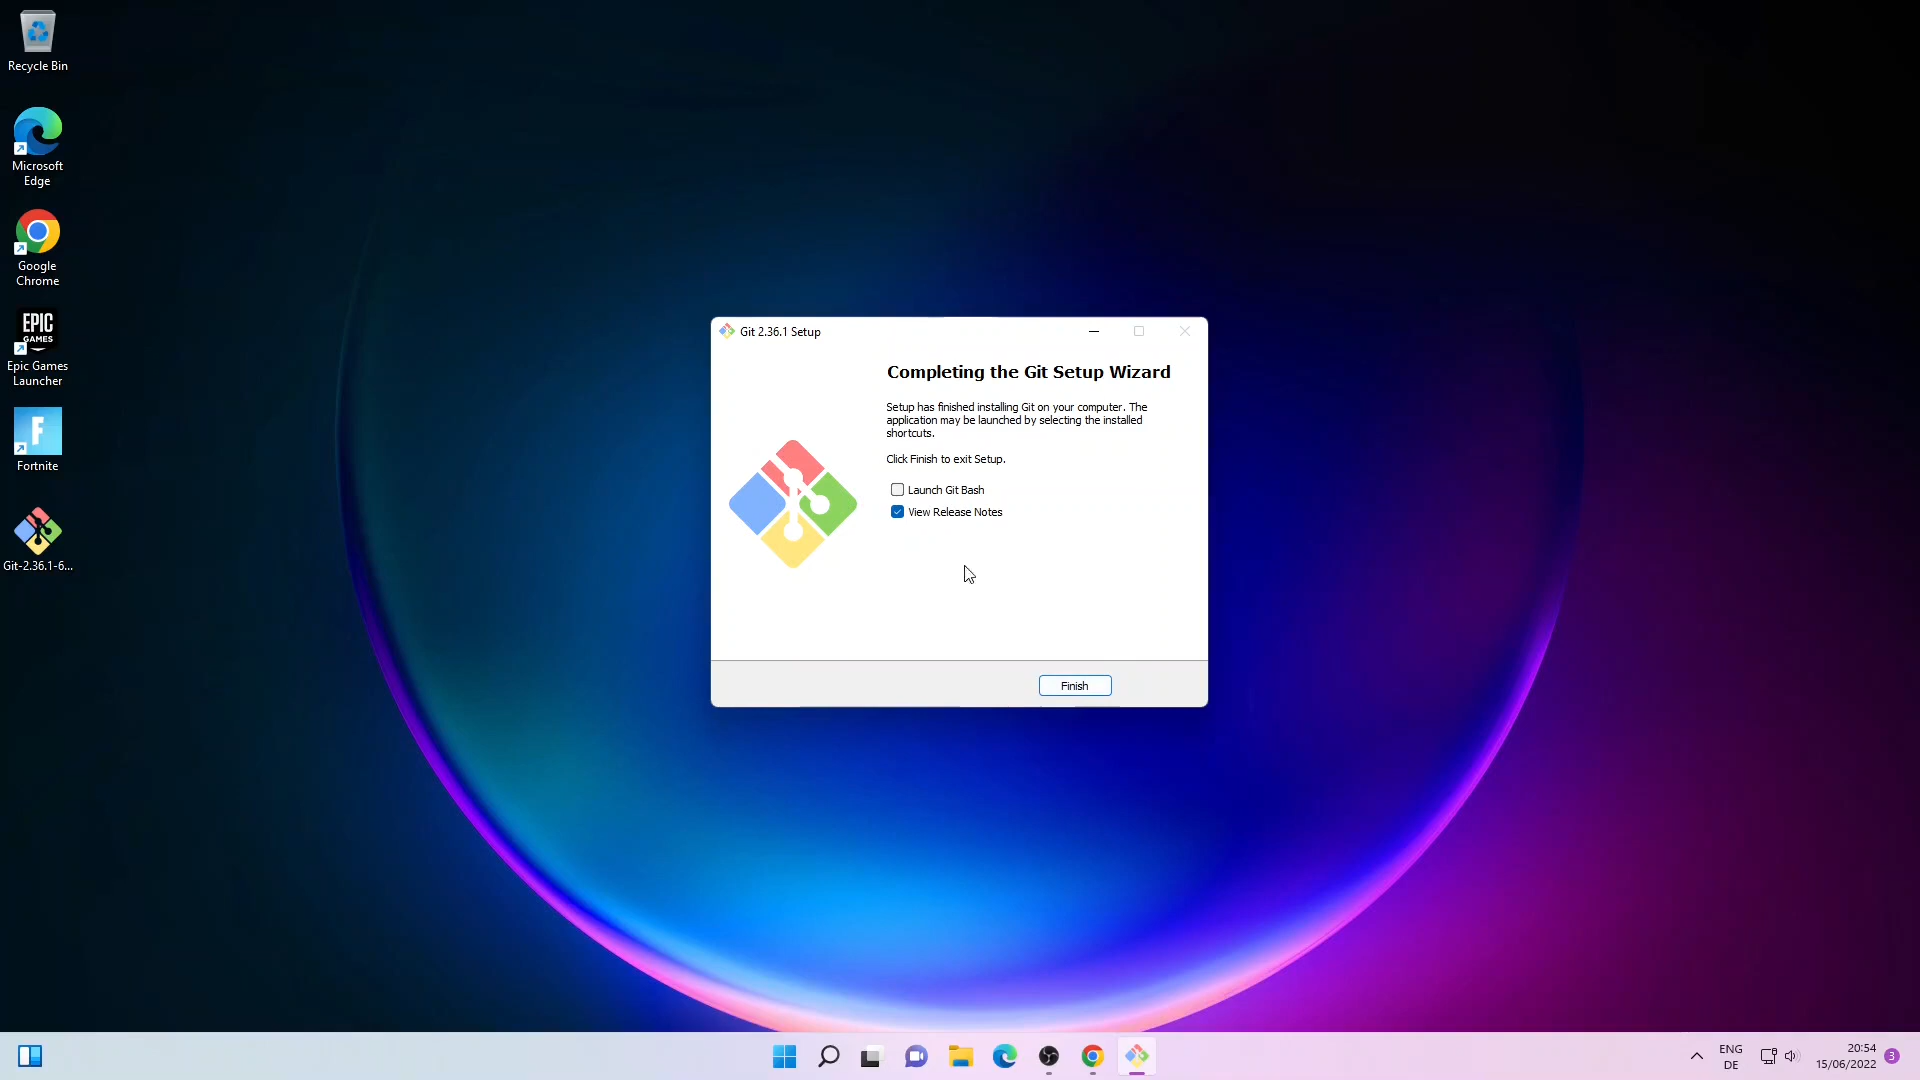 Recycle Bin
Microsoft
Edge
Google
Chrome
EPIC
GAMES
Epic Games
Launcher
F
Fortnite
Git-2.36.1-6...
Git 2.36.1 Setup
Completing the Git Setup Wizard
Setup has finished installing Git on your computer. The
application may be launched by selecting the installed
shortcuts.
Click Finish to exit Setup.
Launch Git Bash
View Release Notes
Finish
ENG
DE
20:54
15/06/2022
3